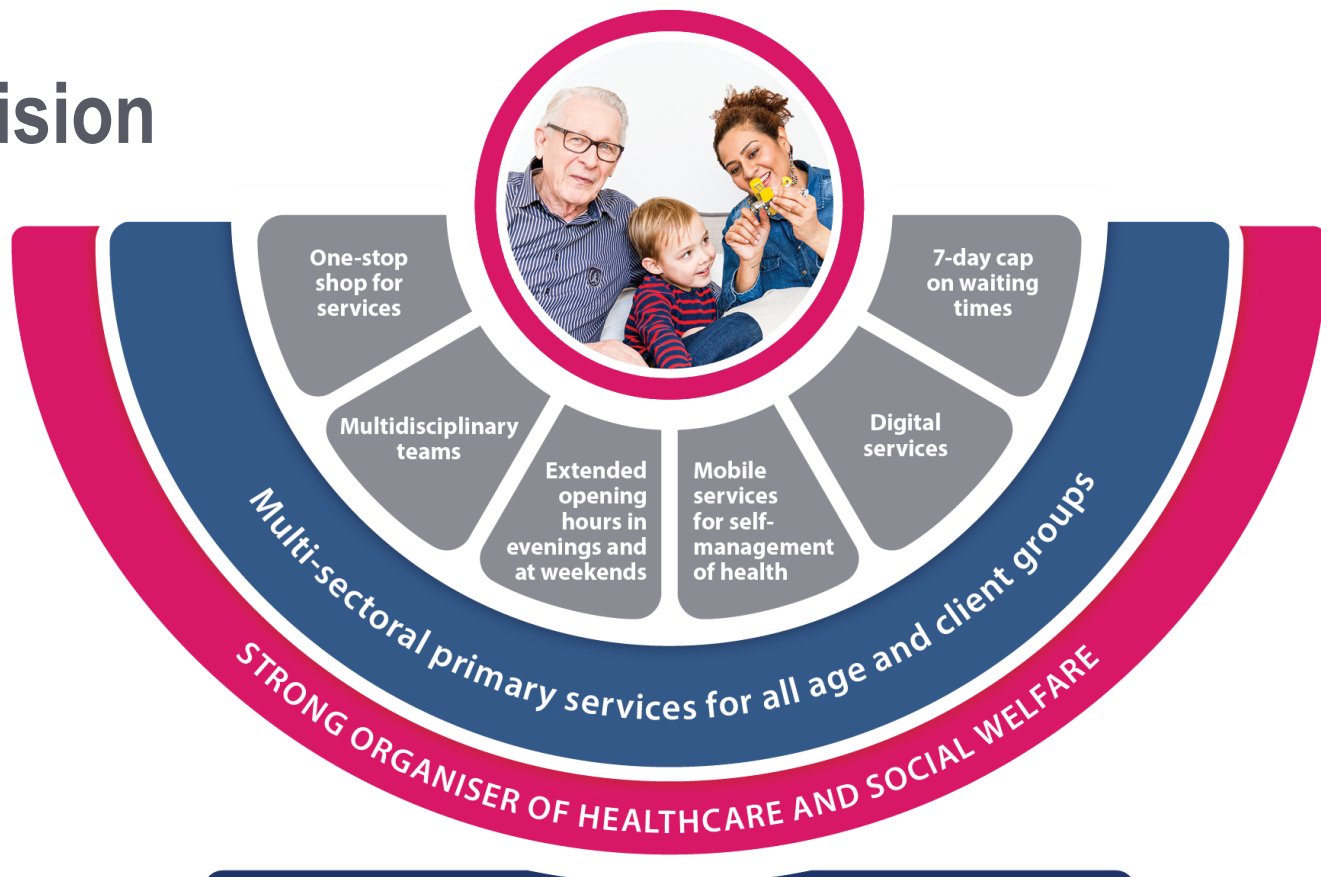 ision
One-stop
shop for
services
Multidisciplinary
teams
Extended
opening
hours in
evenings and
at weekends
Mobile
services
for self-
management
of health
Digital
services
7-day cap
on waiting
times
Multi-sectoral primary services for all age and client groups
STRONG ORGANISER OF HEALTHCARE AND SOCIAL WELFARE